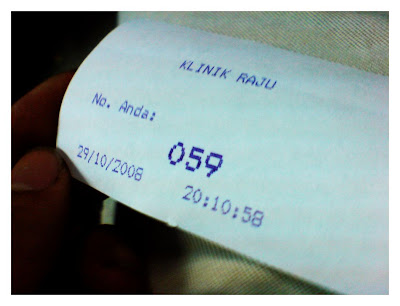 KLINIK RAJU
No. Anda:
059
29/10/2008
20:10:58